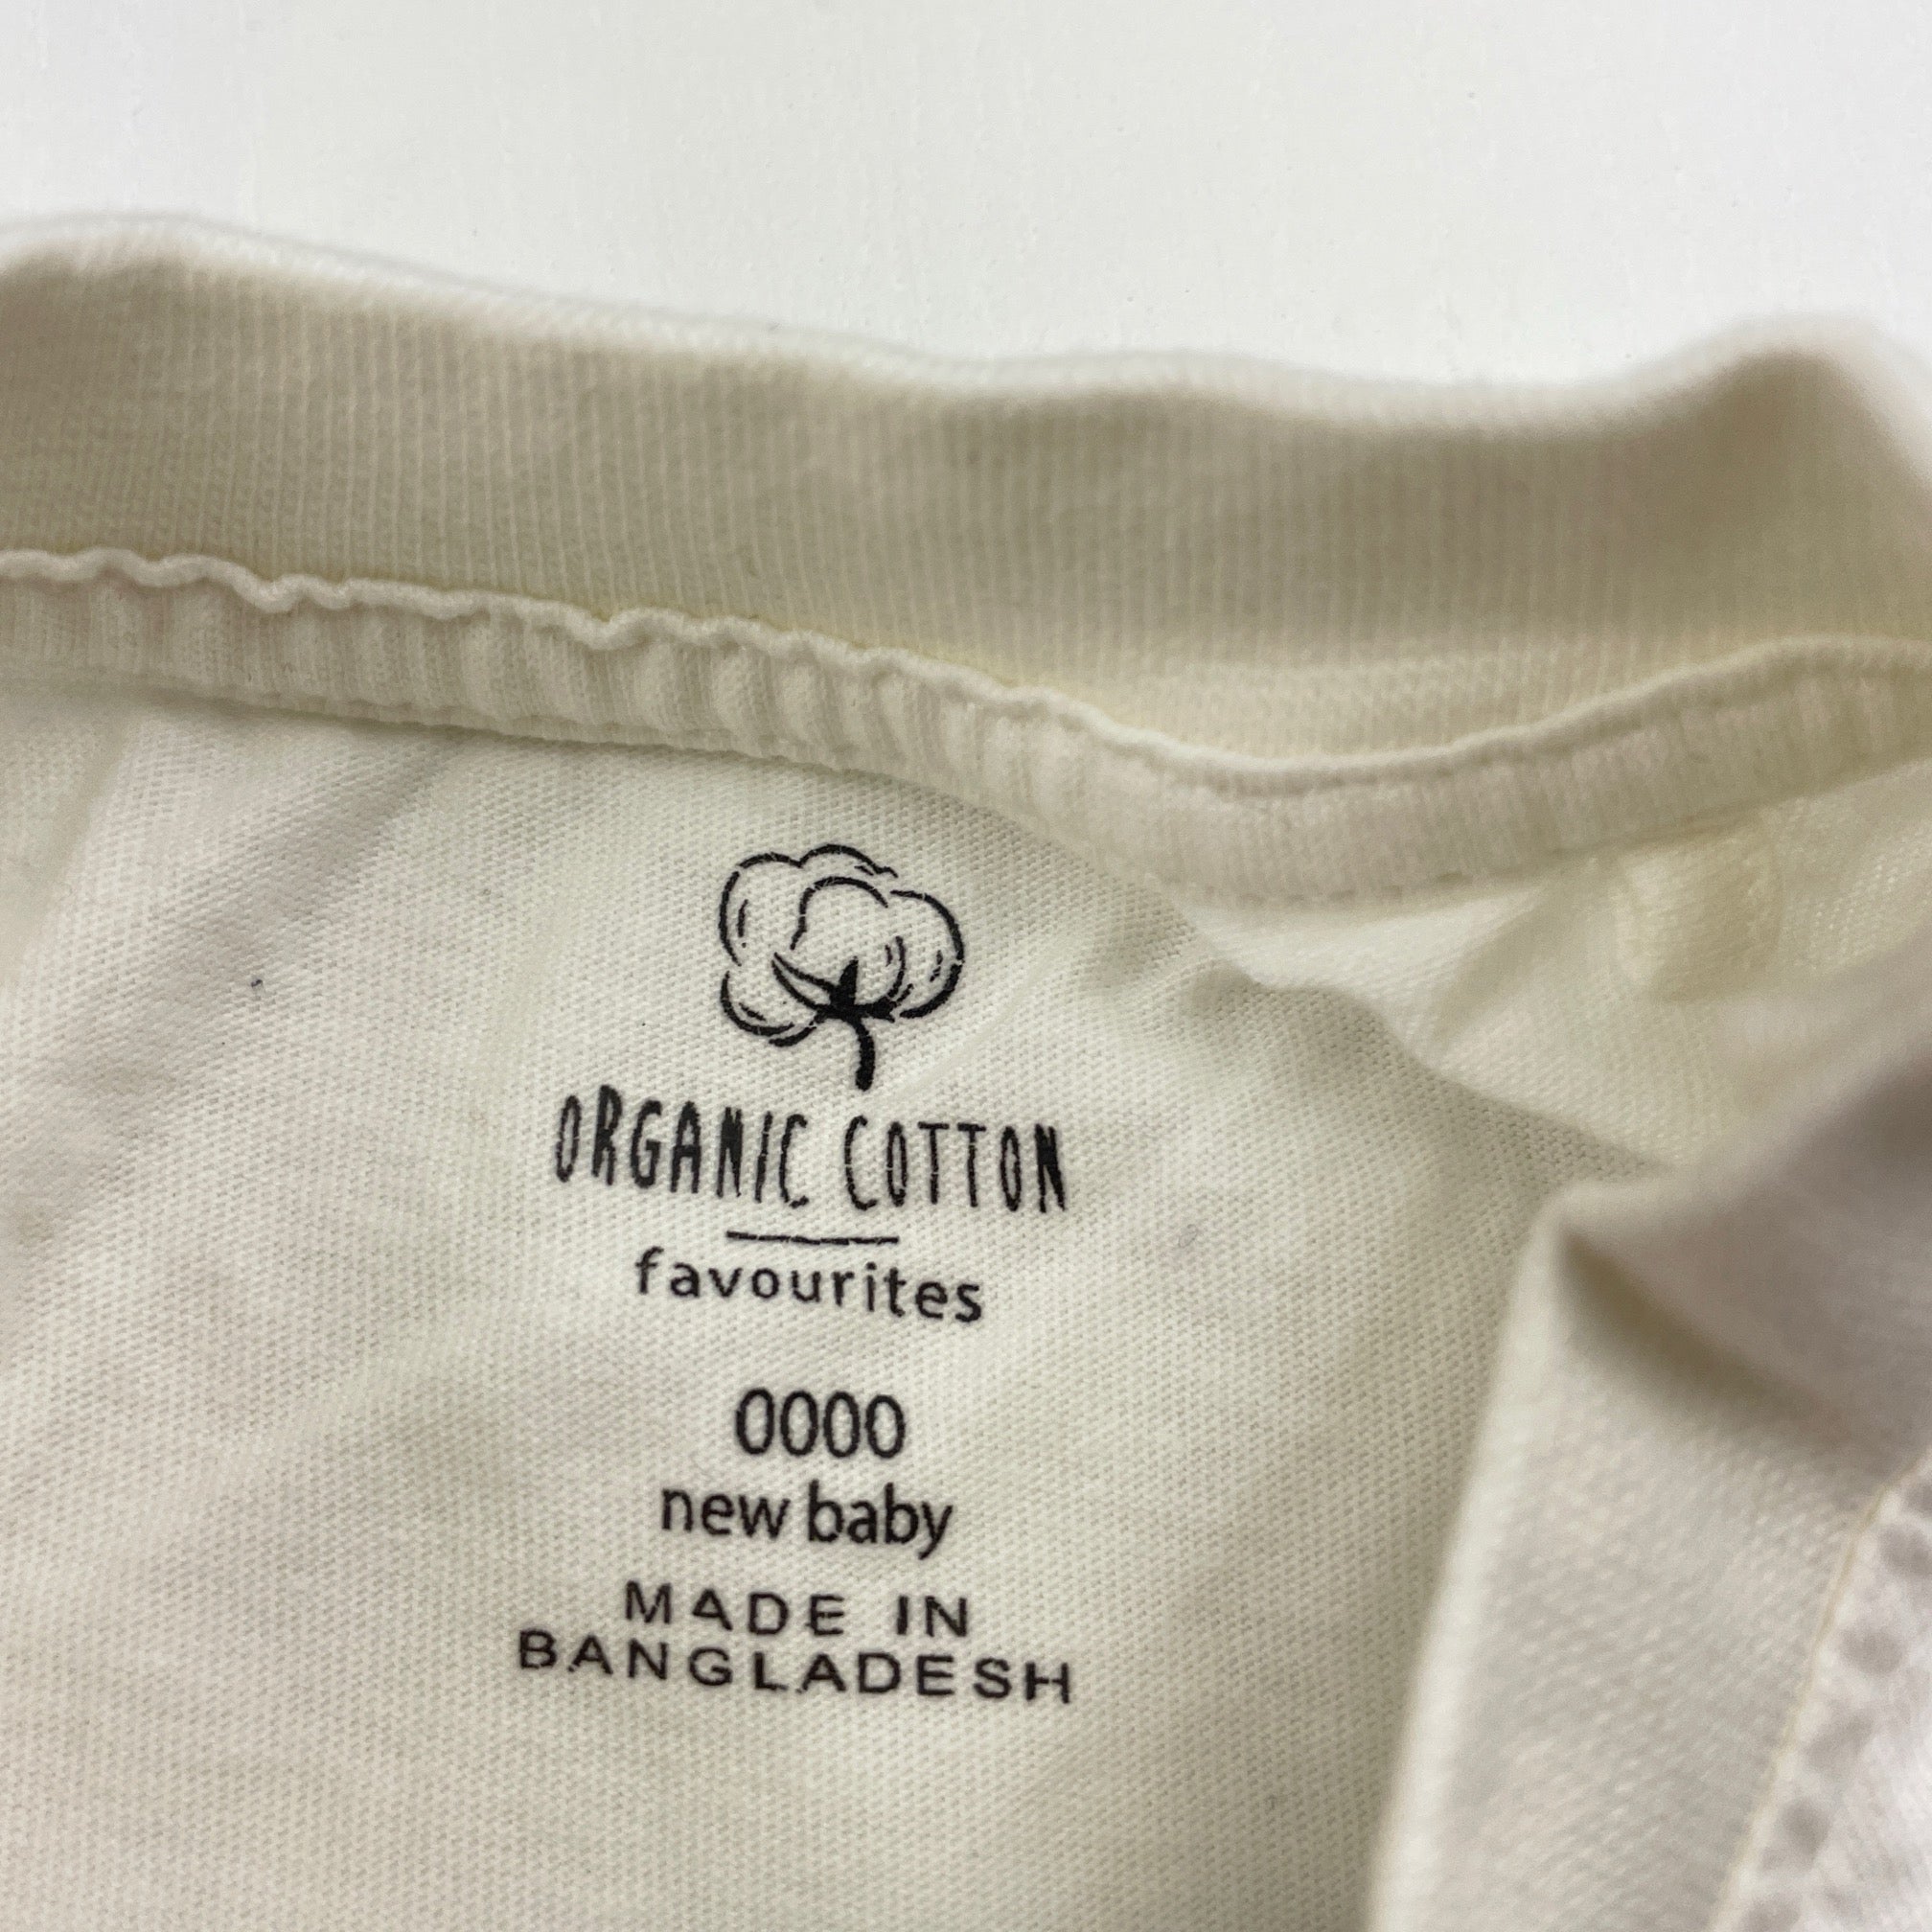 ORGANIC COTTON
favourites
0000
new baby
MADE IN
BANGLADESH